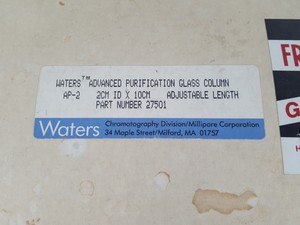 WATERS™ ADVANCED PURIFICATION GLASS COLUMN
AP-2 2CM ID X 10CM ADJUSTABLE LENGTH
PART NUMBER 27501
Waters
Chromatography Division/Millipore Corporation
34 Maple Street/Milford, MA 01757